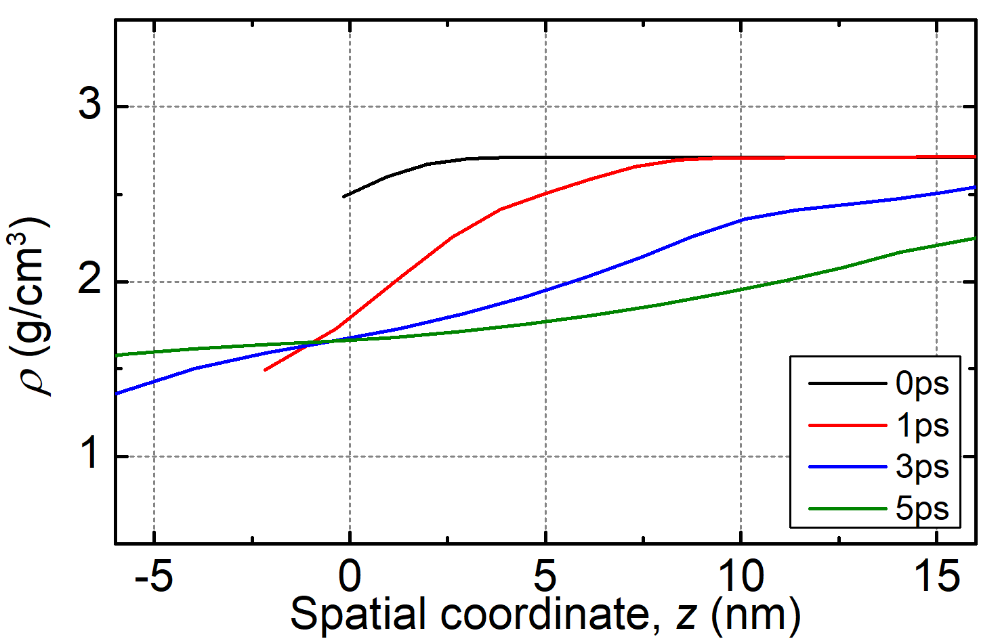 3
2
1
ρ (g/cm³)
0ps
1ps
3ps
5ps
-5 0 5 10 15
Spatial coordinate, z (nm)